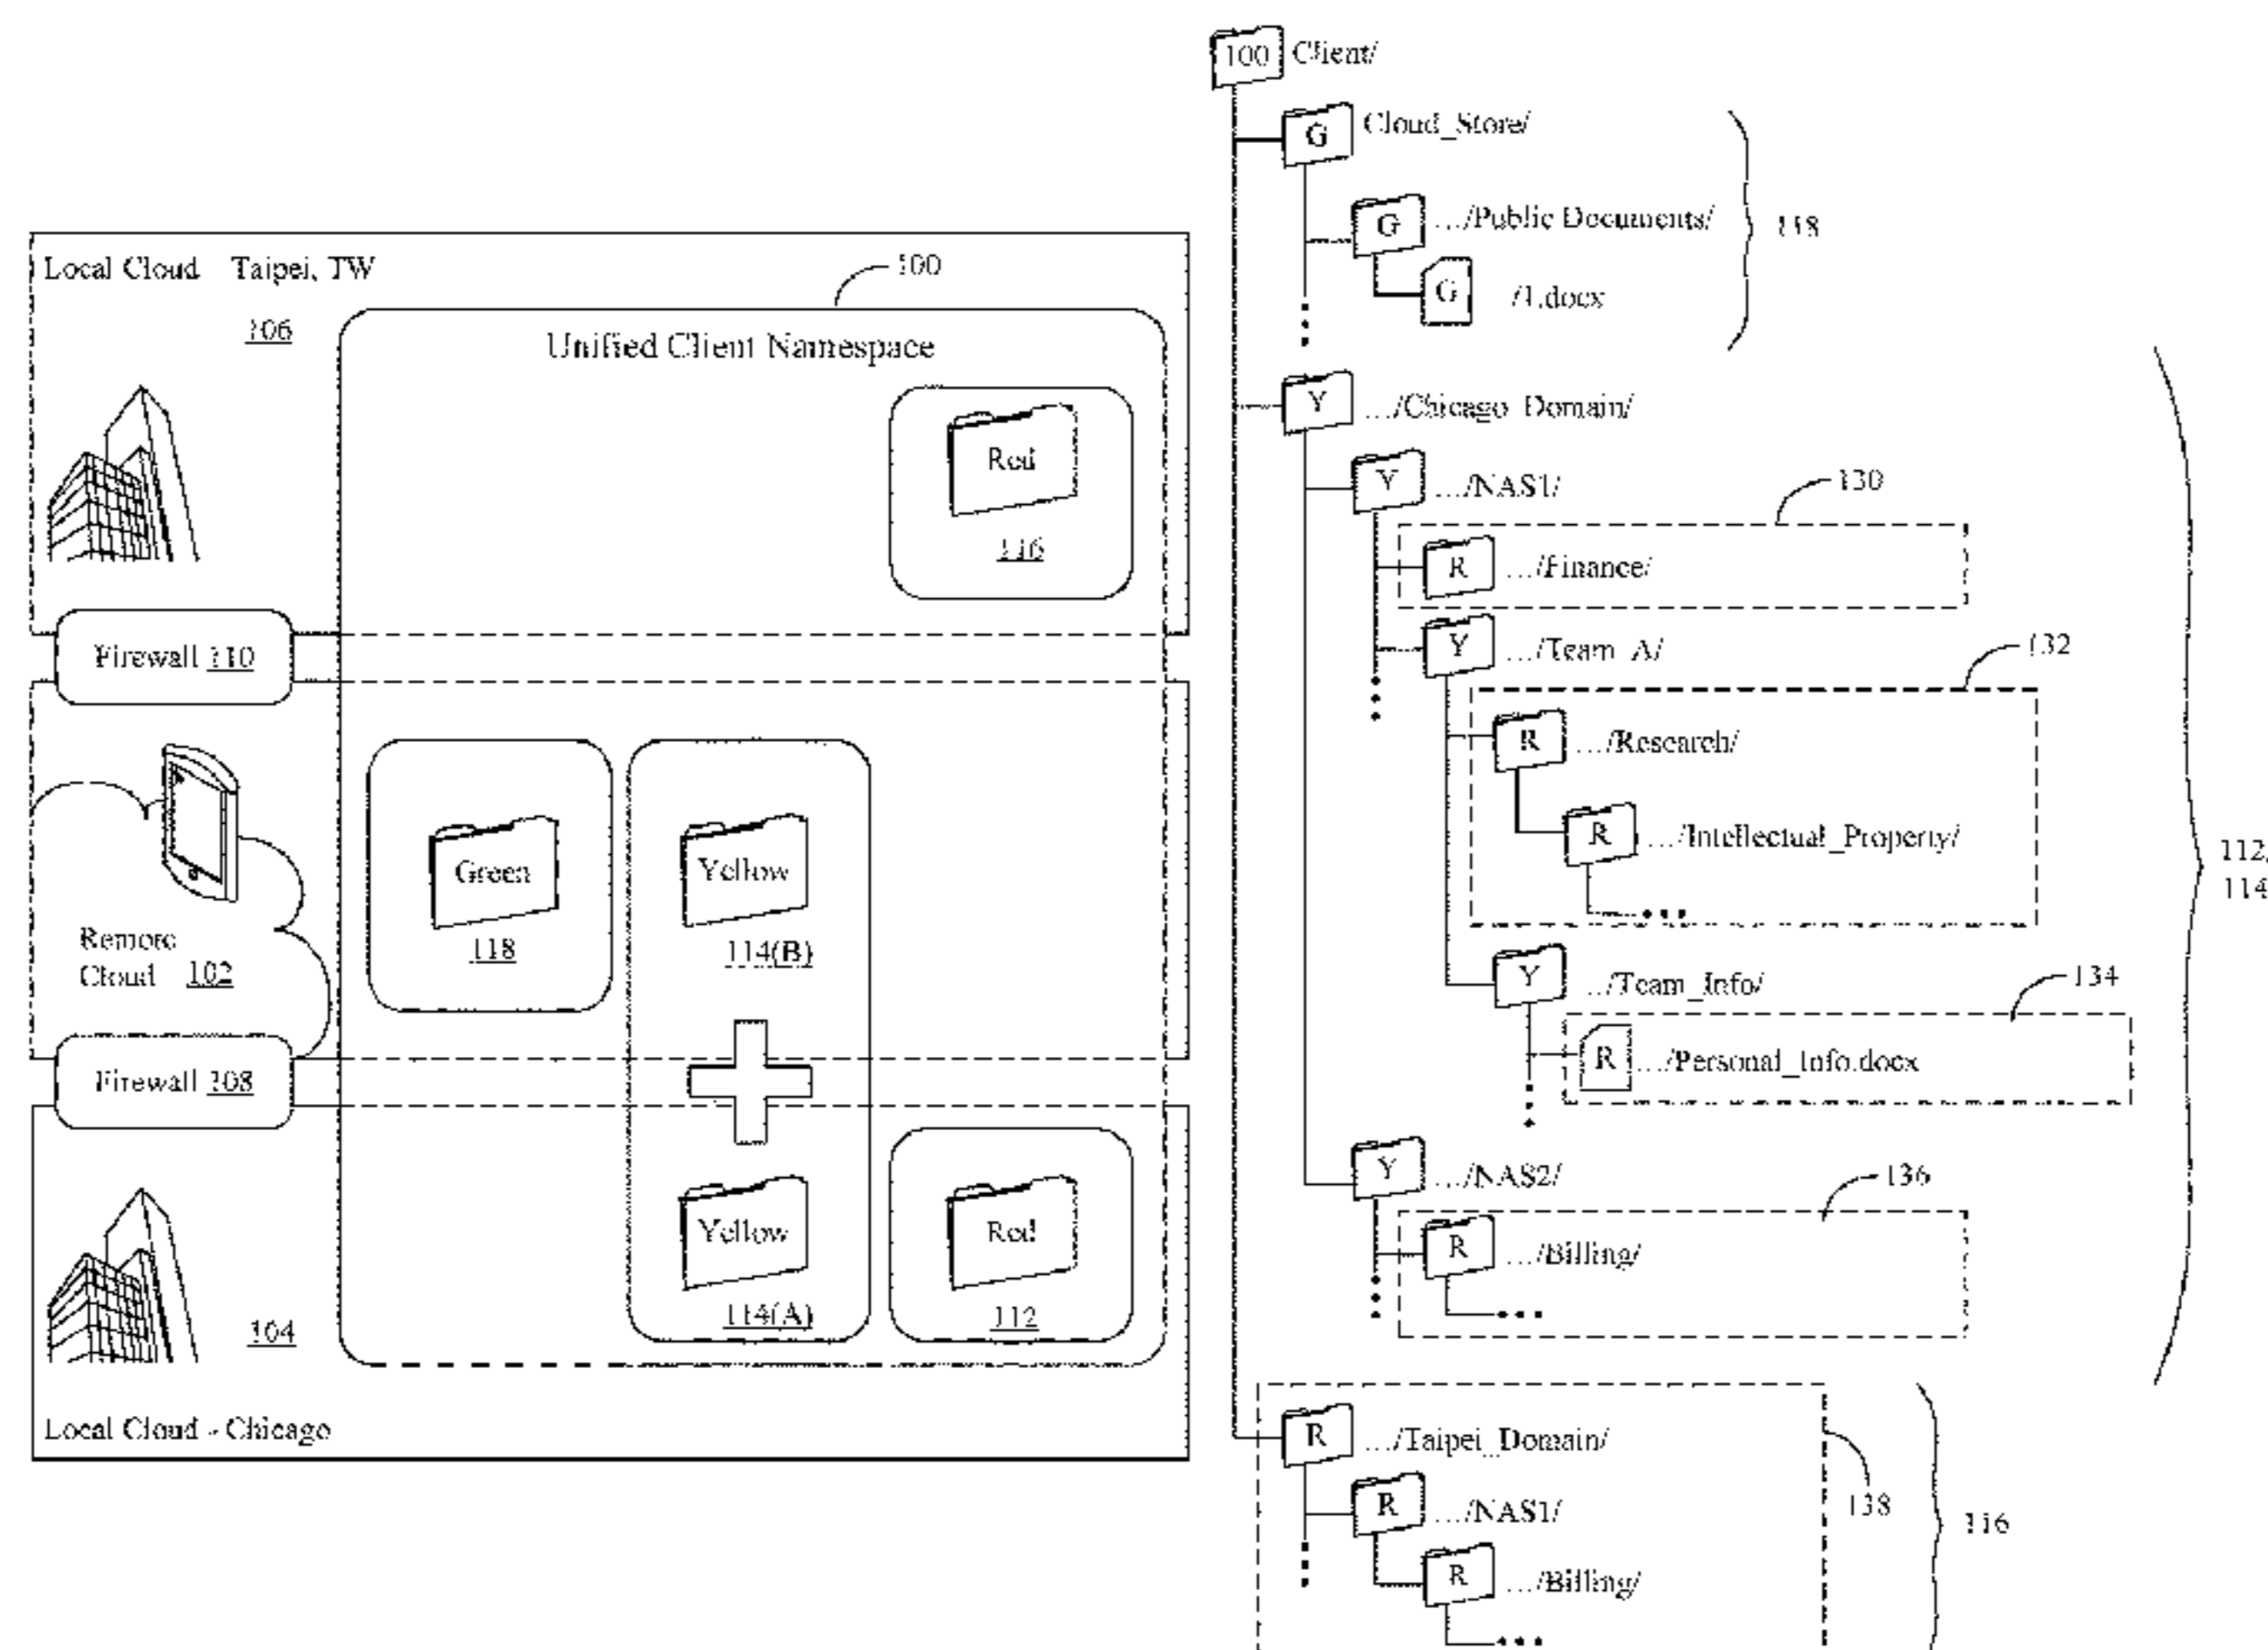 Local Cloud Taipei, TW
106
100
Unified Client Namespace
Red
116
Firewall 110
Green
118
Yellow
114(B)
Remote
Cloud 102
Firewall 108
Yellow
114(A)
Red
112
104
Local Cloud - Chicago
100 Client/
G Cloud_Store/
G .../Public Documents/
118
G /1.docx
Y .../Chicago_Domain/
Y .../NAS1/
130
R .../Finance/
Y .../Team_A/
132
R .../Research/
R .../Intellectual_Property/
112,
114
Y .../Team_Info/
134
R .../Personal_Info.docx
Y .../NAS2/
136
R .../Billing/
R .../Taipei_Domain/
138
R .../NAS1/
116
R .../Billing/